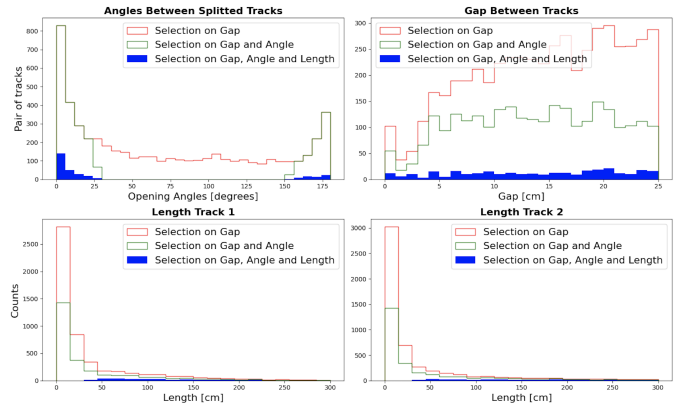 Angles Between Splitted Tracks
Selection on Gap
Selection on Gap and Angle
Selection on Gap, Angle and Length
Pair of tracks
800
700
600
500
400
300
200
100
0
0 25 50 75 100 125 150 175
Opening Angles [degrees]
Gap Between Tracks
Selection on Gap
Selection on Gap and Angle
Selection on Gap, Angle and Length
300
250
200
150
100
50
0
0 5 10 15 20 25
Gap [cm]
Length Track 1
Selection on Gap
Selection on Gap and Angle
Selection on Gap, Angle and Length
Counts
2500
2000
1500
1000
500
0
0 50 100 150 200 250 300
Length [cm]
Length Track 2
Selection on Gap
Selection on Gap and Angle
Selection on Gap, Angle and Length
3000
2500
2000
1500
1000
500
0
0 50 100 150 200 250 300
Length [cm]